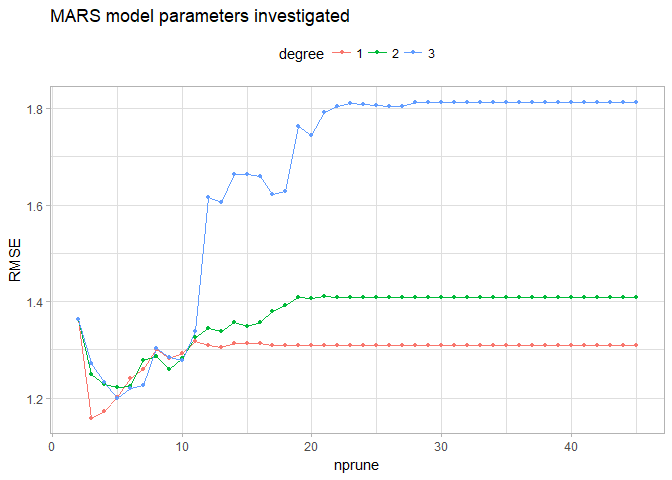 MARS model parameters investigated
degree 1 2 3
1.8
1.6
1.4
1.2
RMSE
0 10 20 30 40
nprune